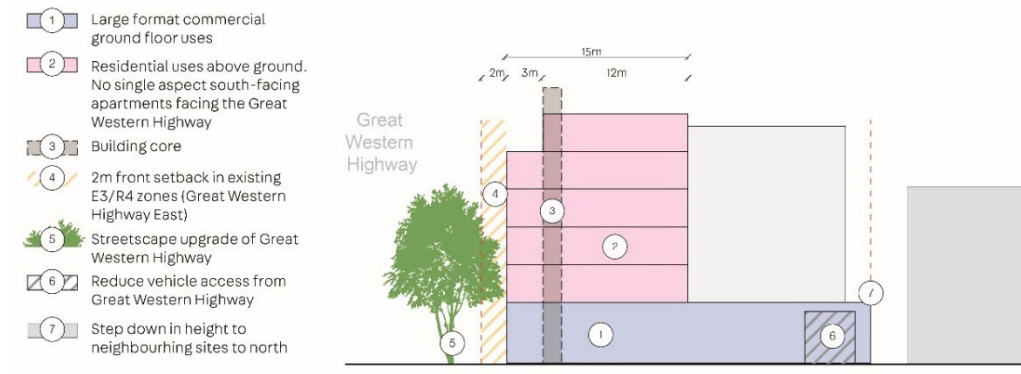 1 Large format commercial
ground floor uses
2 Residential uses above ground.
No single aspect south-facing
apartments facing the Great
Western Highway
3 Building core
4 2m front setback in existing
E3/R4 zones (Great Western
Highway East)
5 Streetscape upgrade of Great
Western Highway
6 Reduce vehicle access from
Great Western Highway
7 Step down in height to
neighbourhing sites to north
15m
2m 3m 12m
Great
Western
Highway
4
3
2
7
5
1
6